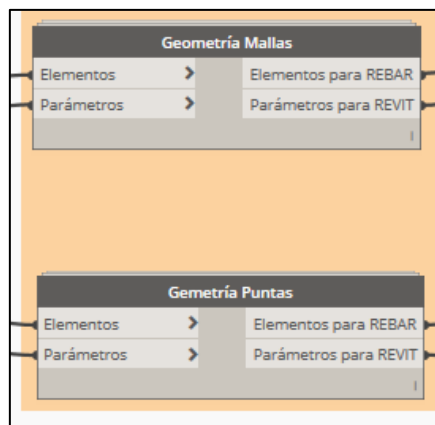 Geometría Mallas
Elementos > Elementos para REBAR
Parámetros > Parámetros para REVIT
Gemetría Puntas
Elementos > Elementos para REBAR
Parámetros > Parámetros para REVIT